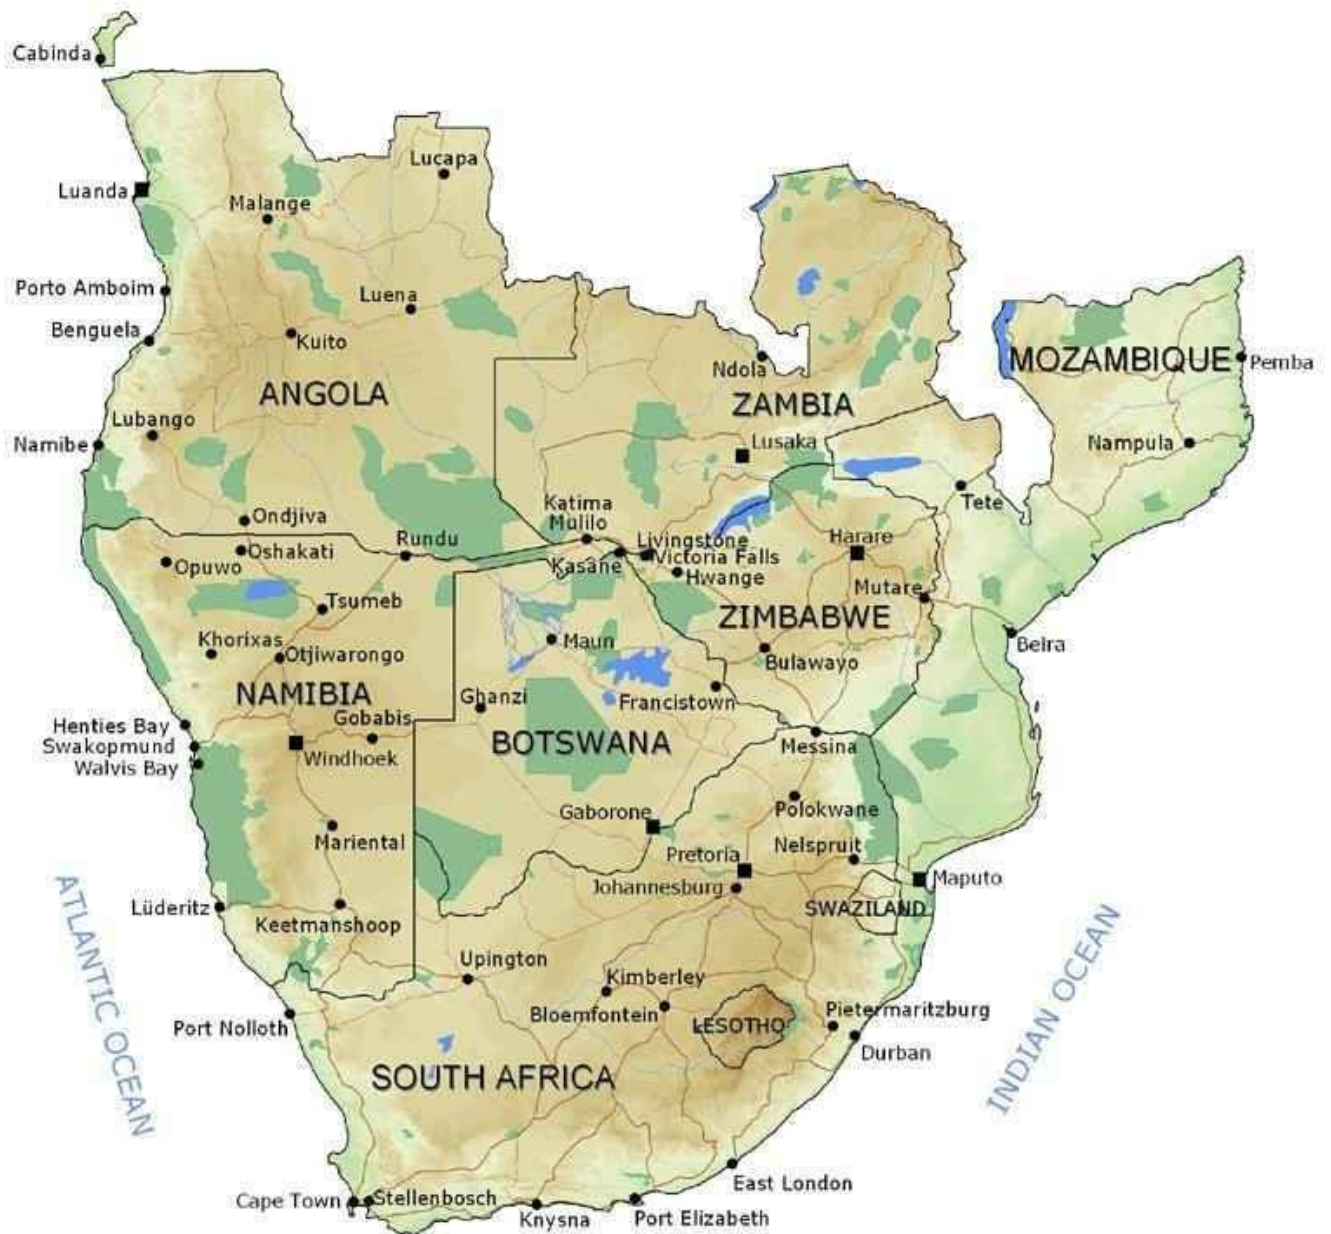 Cabinda
Lucapa
Luanda
Malange
Porto Amboim
Luena
Benguela
Kuito
MOZAMBIQUE
Pemba
Ndola
ANGOLA
ZAMBIA
Lubango
Namibe
Lusaka
Nampula
Tete
Katima
Mulilo
Ondjiva
Rundu
Livingstone
Harare
Oshakati
Victoria Falls
Opuwo
Kasane
Hwange
Mutare
Tsumeb
ZIMBABWE
Khorixas
Maun
Beira
Otjiwarongo
Bulawayo
NAMIBIA
Ghanzi
Francistown
Henties Bay
Gobabis
Swakopmund
BOTSWANA
Messina
Walvis Bay
Windhoek
Polokwane
Gaborone
Mariental
Nelspruit
Pretoria
Maputo
Johannesburg
Lüderitz
SWAZILAND
Keetmanshoop
ATLANTIC OCEAN
INDIAN OCEAN
Upington
Kimberley
Pietermaritzburg
Bloemfontein
Port Nolloth
LESOTHO
Durban
SOUTH AFRICA
East London
Cape Town
Stellenbosch
Knysna
Port Elizabeth